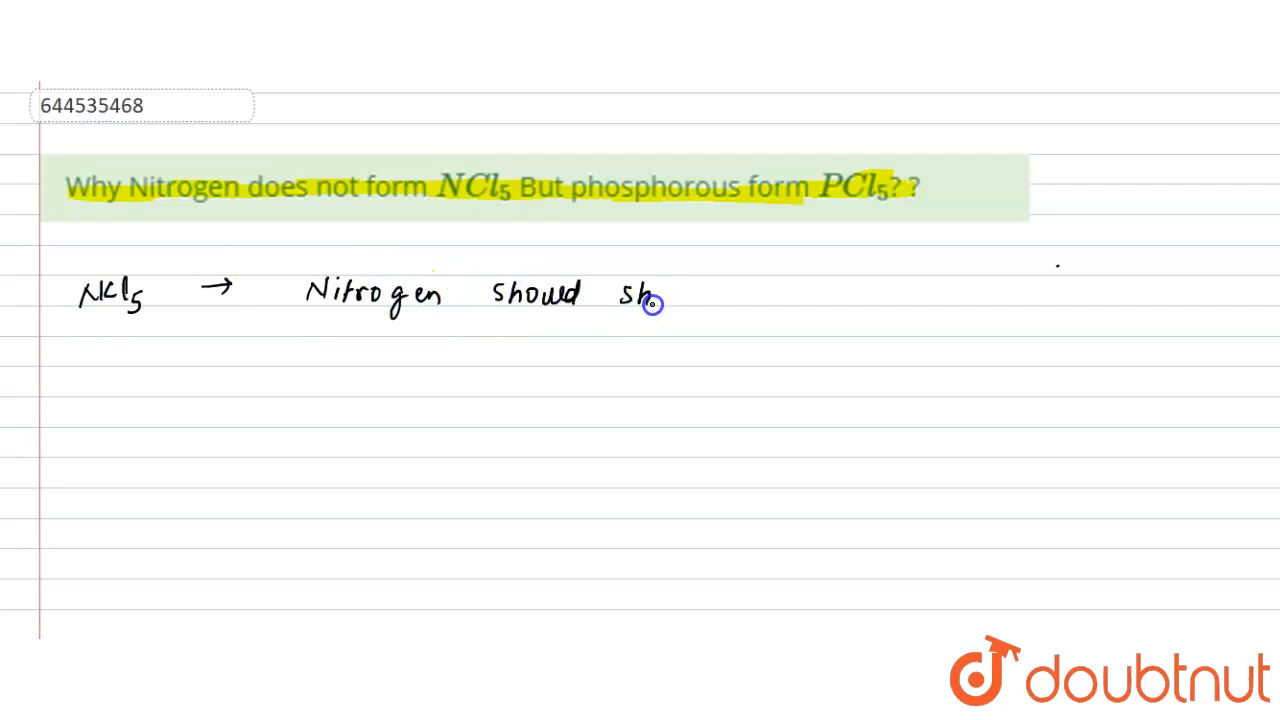 644535468
Why Nitrogen does not form NCl₅ But phosphorous form PCl₅? ?
NCl₅ → Nitrogen should sh
doubtnut